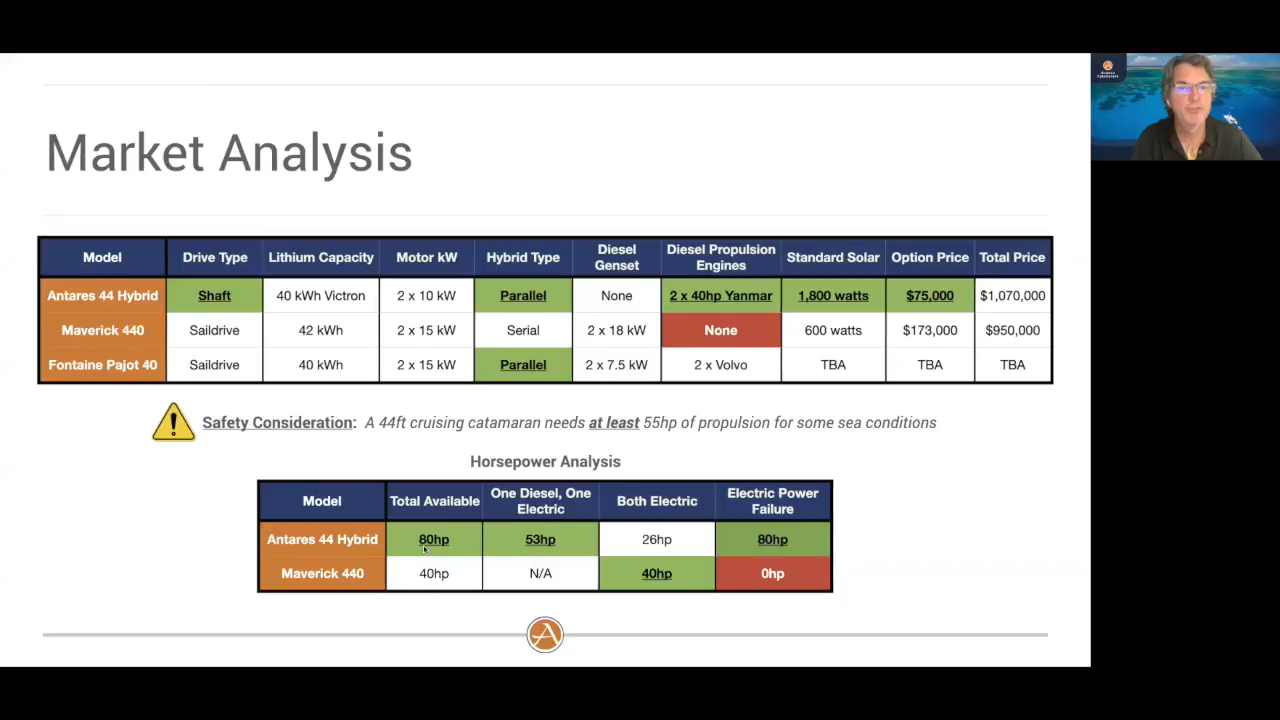 Market Analysis
Model Drive Type Lithium Capacity Motor kW Hybrid Type Diesel Genset Diesel Propulsion Engines Standard Solar Option Price Total Price
Antares 44 Hybrid Shaft 40 kWh Victron 2 x 10 kW Parallel None 2 x 40hp Yanmar 1,800 watts $75,000 $1,070,000
Maverick 440 Saildrive 42 kWh 2 x 15 kW Serial 2 x 18 kW None 600 watts $173,000 $950,000
Fontaine Pajot 40 Saildrive 40 kWh 2 x 15 kW Parallel 2 x 7.5 kW 2 x Volvo TBA TBA TBA
Safety Consideration: A 44ft cruising catamaran needs at least 55hp of propulsion for some sea conditions
Horsepower Analysis
Model Total Available One Diesel, One Electric Both Electric Electric Power Failure
Antares 44 Hybrid 80hp 53hp 26hp 80hp
Maverick 440 40hp N/A 40hp 0hp